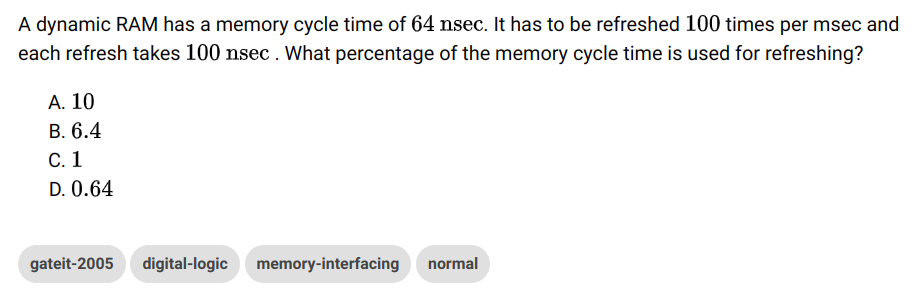 A dynamic RAM has a memory cycle time of 64 nsec. It has to be refreshed 100 times per msec and
each refresh takes 100 nsec . What percentage of the memory cycle time is used for refreshing?
A. 10
B. 6.4
C. 1
D. 0.64
gateit-2005 digital-logic memory-interfacing normal